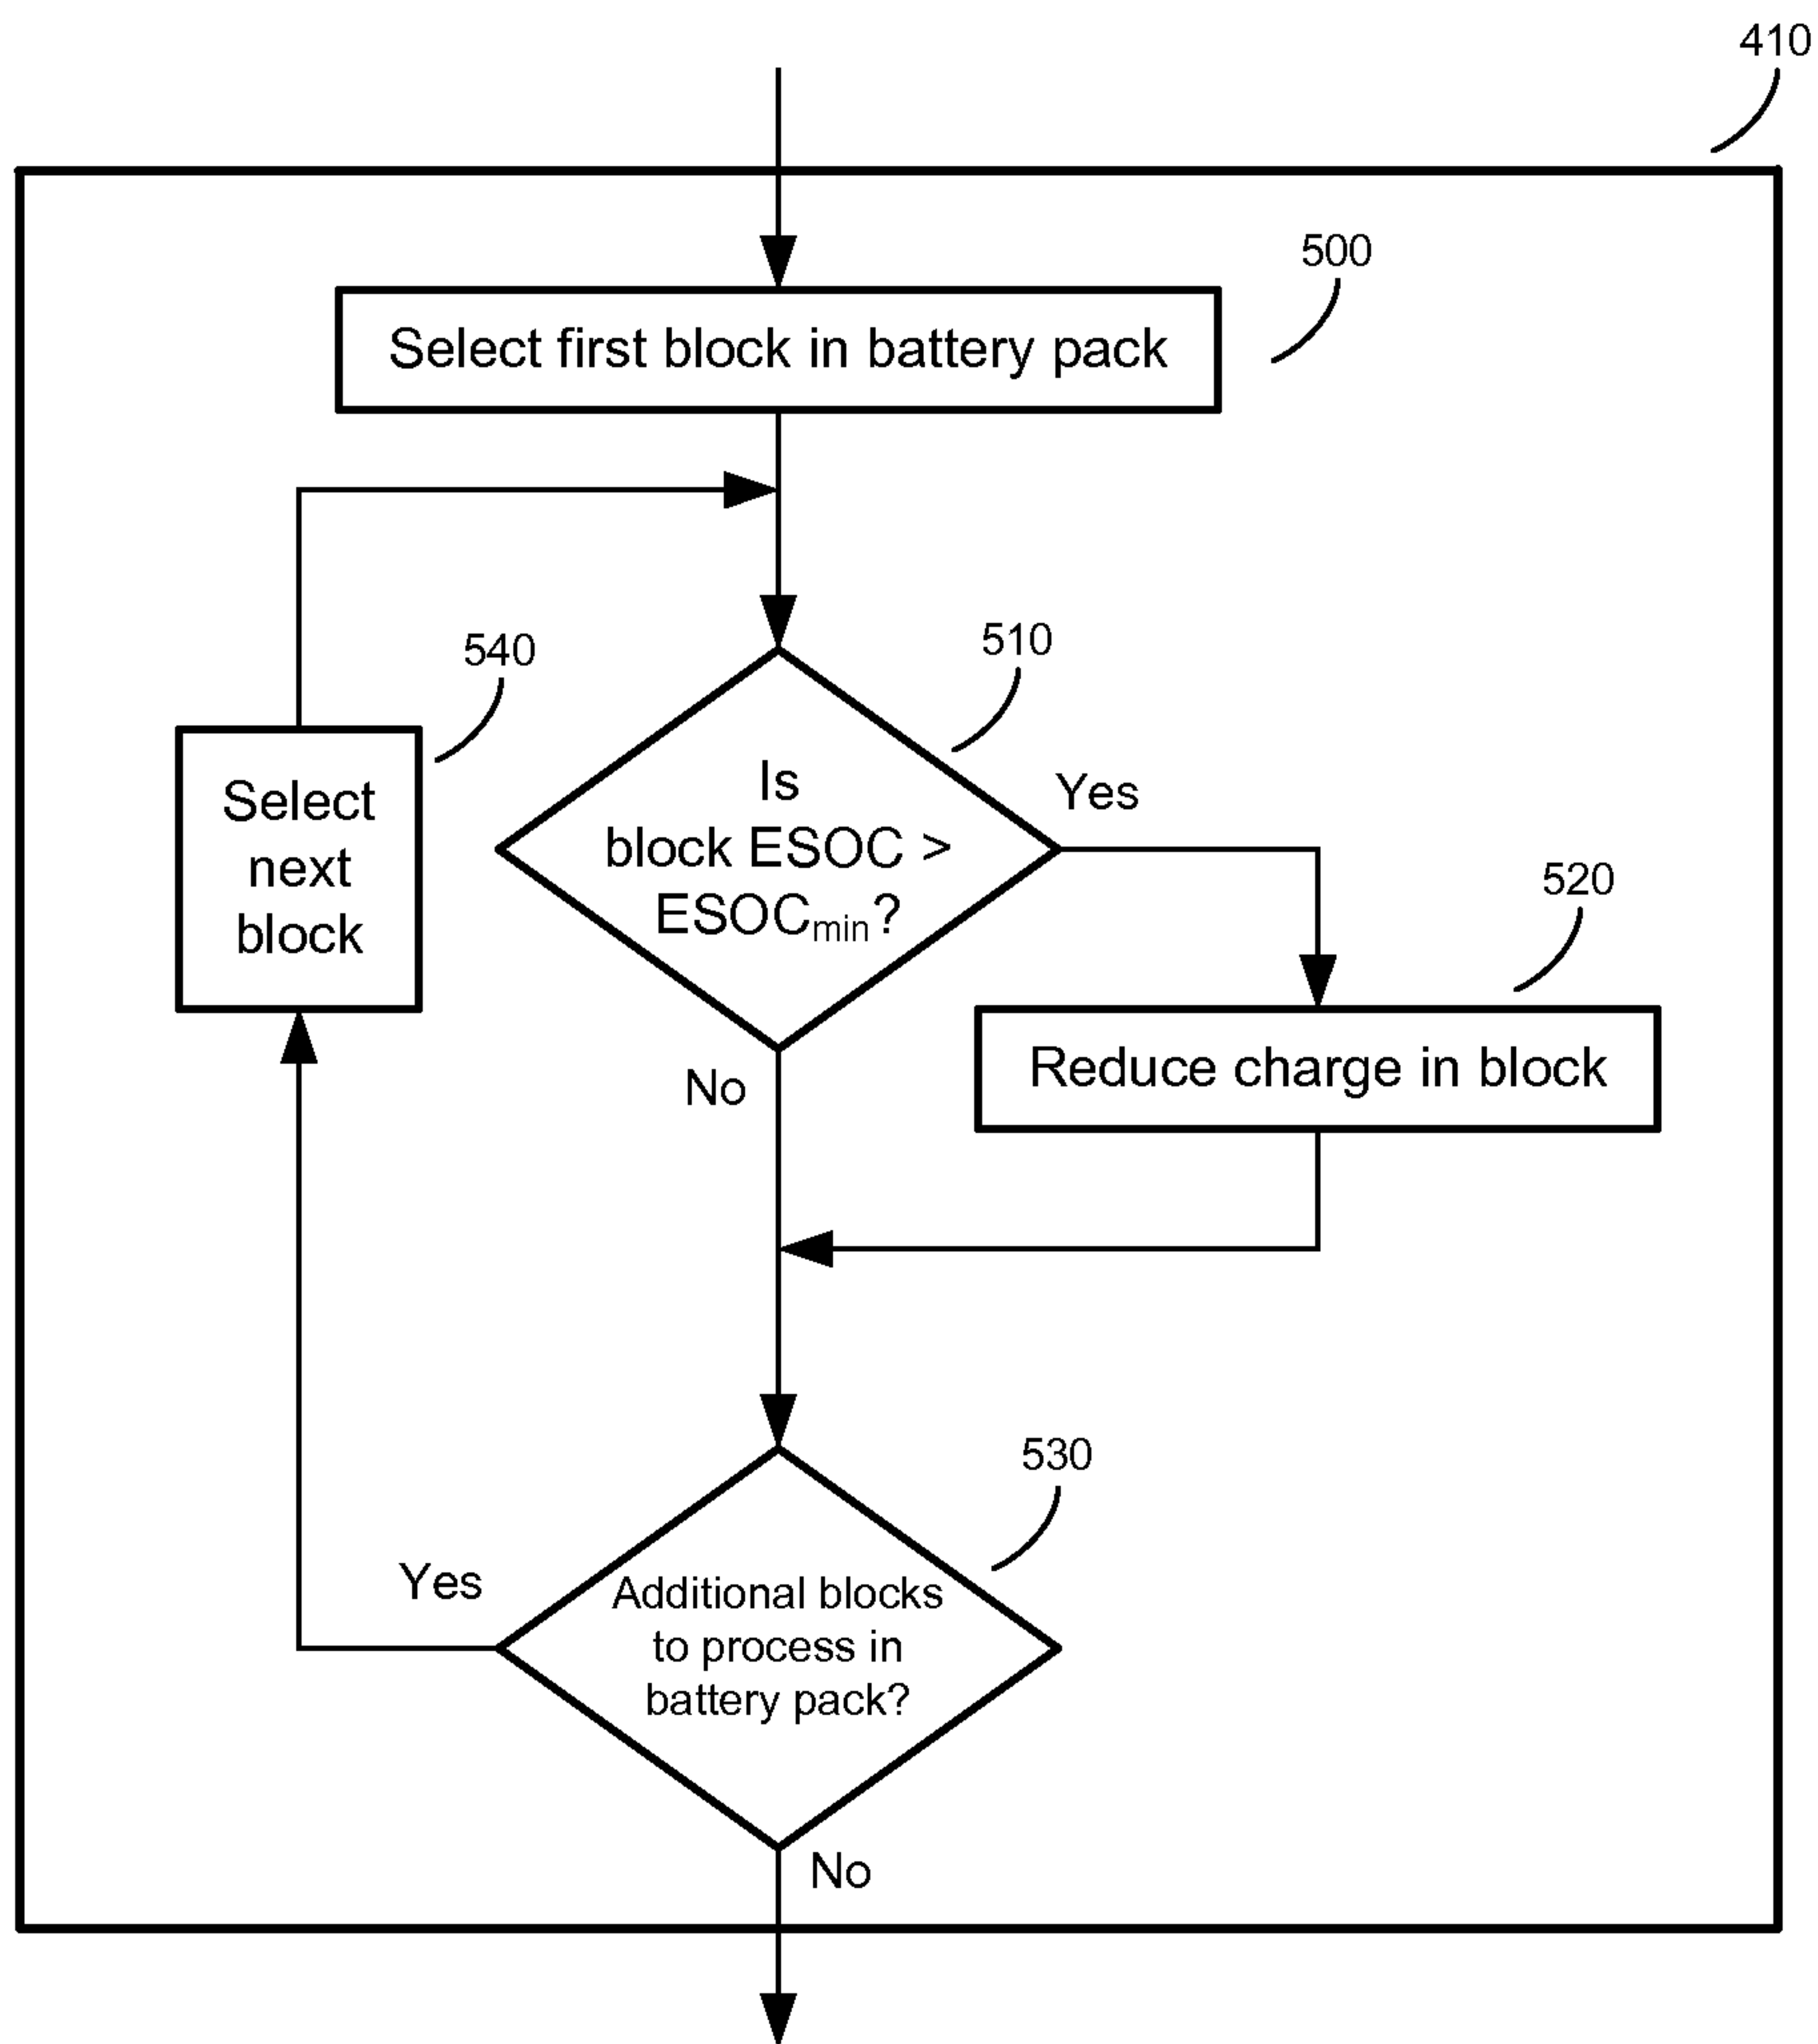 410
500
Select first block in battery pack
540
510
Select
next
block
Is
block ESOC >
ESOCmin?
Yes
520
Reduce charge in block
No
530
Yes
Additional blocks
to process in
battery pack?
No